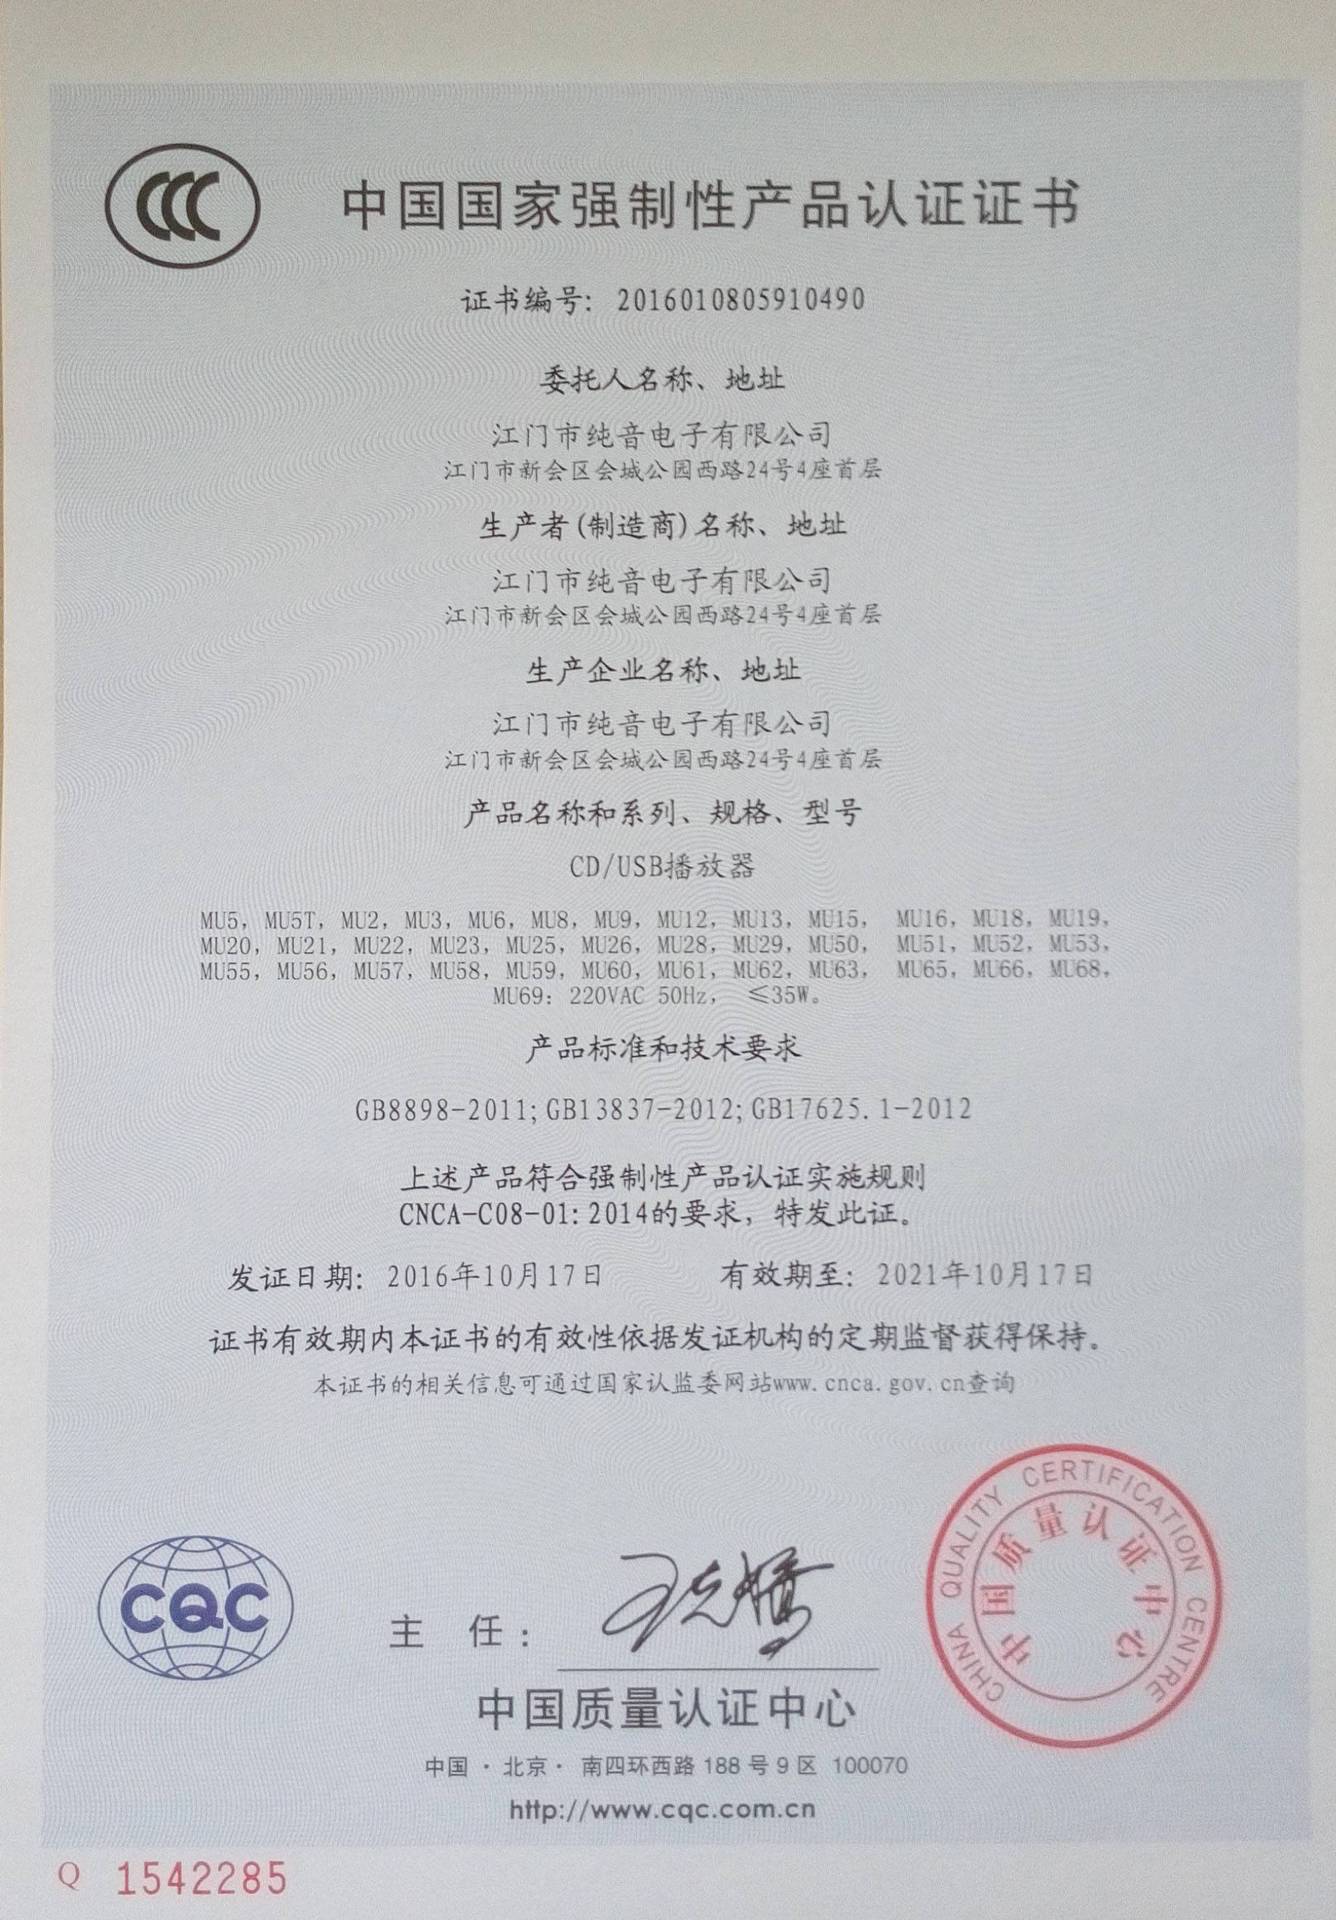 CCC
中国国家强制性产品认证证书
证书编号: 2016010805910490
委托人名称、地址
江门市纯音电子有限公司
江门市新会区会城公园西路24号4座首层
生产者(制造商)名称、地址
江门市纯音电子有限公司
江门市新会区会城公园西路24号4座首层
生产企业名称、地址
江门市纯音电子有限公司
江门市新会区会城公园西路24号4座首层
产品名称和系列、规格、型号
CD/USB播放器
MU5, MU5T, MU2, MU3, MU6, MU8, MU9, MU12, MU13, MU15, MU16, MU18, MU19,
MU20, MU21, MU22, MU23, MU25, MU26, MU28, MU29, MU50, MU51, MU52, MU53,
MU55, MU56, MU57, MU58, MU59, MU60, MU61, MU62, MU63, MU65, MU66, MU68,
MU69: 220VAC 50Hz, ≤35W。
产品标准和技术要求
GB8898-2011;GB13837-2012;GB17625.1-2012
上述产品符合强制性产品认证实施规则
CNCA-C08-01:2014的要求, 特发此证。
发证日期: 2016年10月17日 有效期至: 2021年10月17日
证书有效期内本证书的有效性依据发证机构的定期监督获得保持。
本证书的相关信息可通过国家认监委网站www.cnca.gov.cn查询
CQC
主 任:
CHINA QUALITY CERTIFICATION CENTRE
中国质量认证中心
中国质量认证中心
中国·北京· 南四环西路 188 号 9 区 100070
http://www.cqc.com.cn
Q 1542285